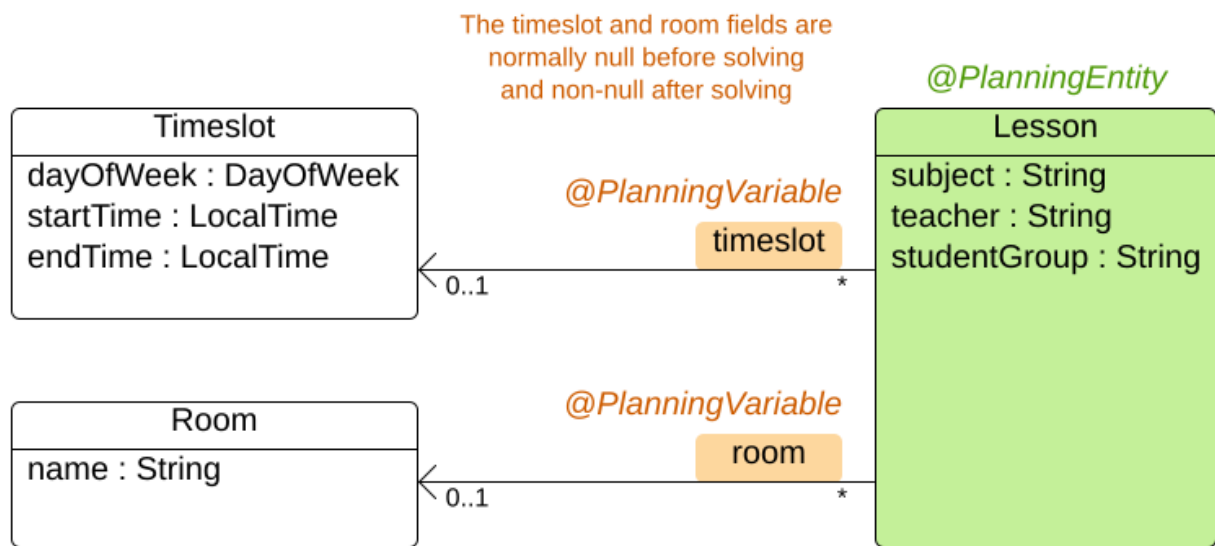 The timeslot and room fields are
normally null before solving
and non-null after solving
@PlanningEntity
Timeslot
dayOfWeek : DayOfWeek
startTime : LocalTime
endTime : LocalTime
@PlanningVariable
timeslot
0..1
*
Lesson
subject : String
teacher : String
studentGroup : String
Room
name : String
@PlanningVariable
room
0..1
*